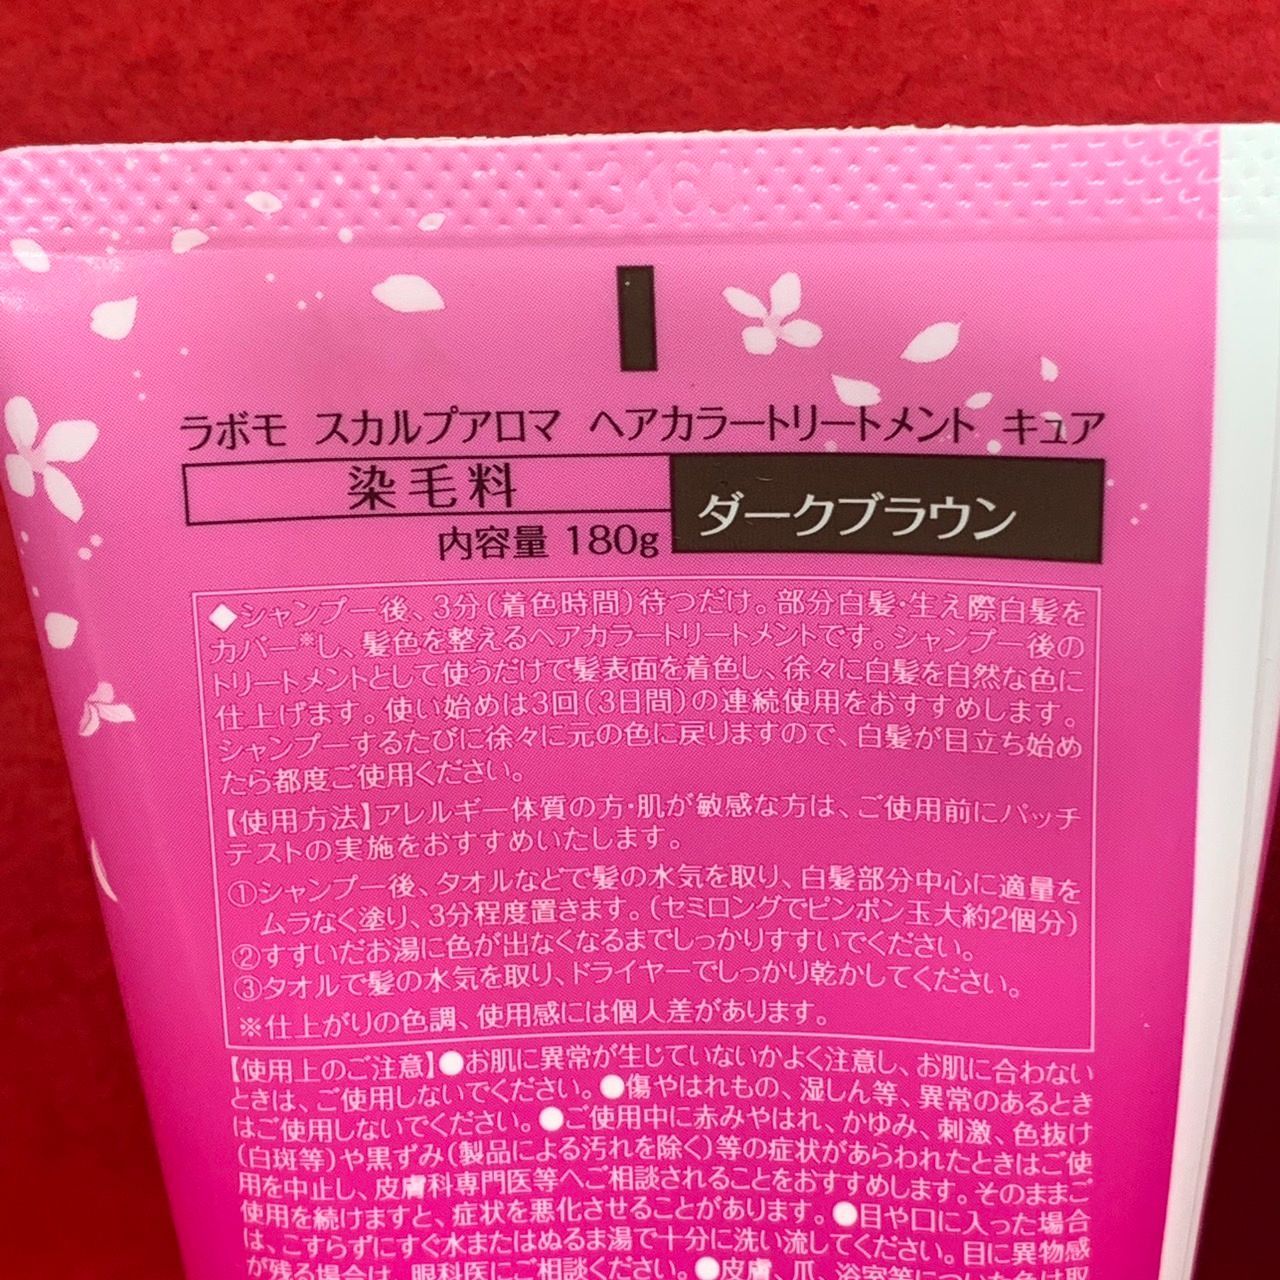 ラボモ スカルプアロマ ヘアカラートリートメント キュア
染毛料
ダークブラウン
内容量 180g
◆シャンプー後、3分(着色時間)待つだけ。部分白髪・生え際白髪を
カバー※し、髪色を整えるヘアカラートリートメントです。シャンプー後の
トリートメントとして使うだけで髪表面を着色し、徐々に白髪を自然な色に
仕上げます。使い始めは3回(3日間)の連続使用をおすすめします。
シャンプーするたびに徐々に元の色に戻りますので、白髪が目立ち始め
たら都度ご使用ください。
【使用方法】アレルギー体質の方・肌が敏感な方は、ご使用前にパッチ
テストの実施をおすすめいたします。
①シャンプー後、タオルなどで髪の水気を取り、白髪部分中心に適量を
ムラなく塗り、3分程度置きます。(セミロングでピンポン玉大約2個分)
②すすいだお湯に色が出なくなるまでしっかりすすいでください。
③タオルで髪の水気を取り、ドライヤーでしっかり乾かしてください。
※仕上がりの色調、使用感には個人差があります。
【使用上のご注意】●お肌に異常が生じていないかよく注意し、お肌に合わない
ときは、ご使用しないでください。●傷やはれもの、湿しん等、異常のあるとき
はご使用しないでください。●ご使用中に赤みやはれ、かゆみ、刺激、色抜け
(白斑等)や黒ずみ(製品による汚れを除く)等の症状があらわれたときはご使
用を中止し、皮膚科専門医等へご相談されることをおすすめします。そのままご
使用を続けますと、症状を悪化させることがあります。●目や口に入った場合
は、こすらずにすぐ水またはぬるま湯で十分に洗い流してください。目に異物感
が残る場合は、眼科医にご相談ください。●皮膚、爪、浴室等についた色は取